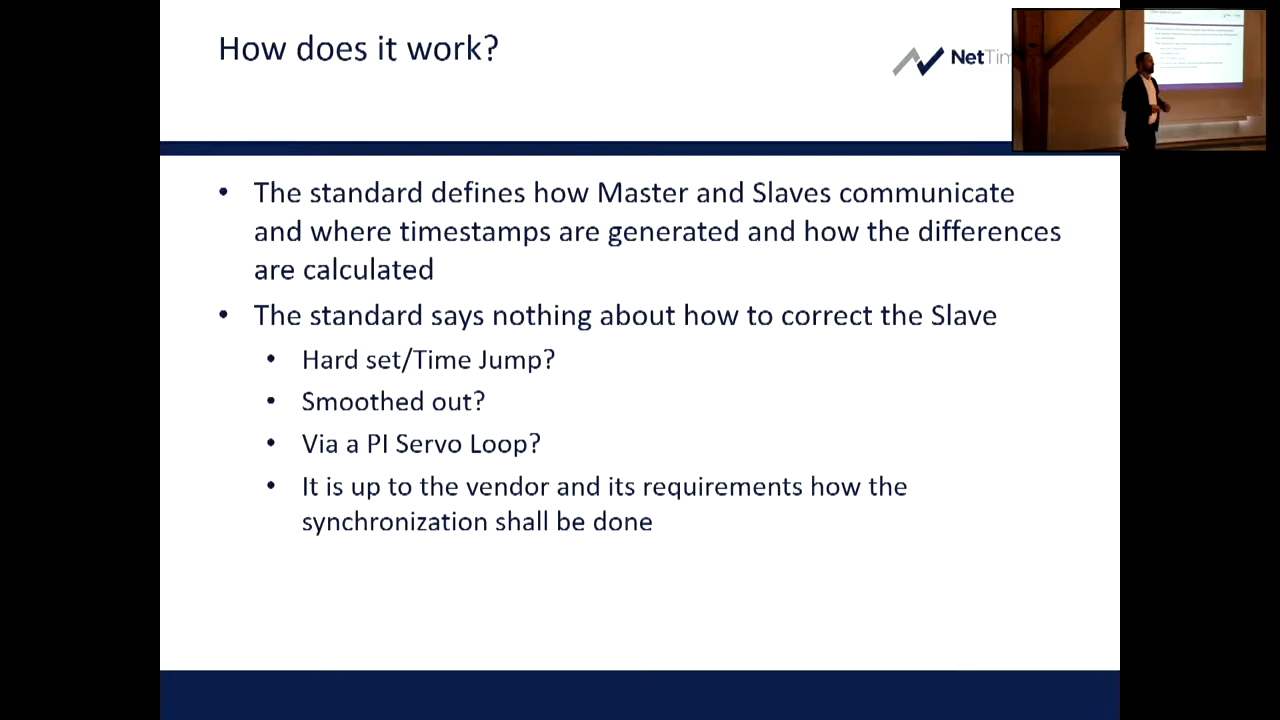 How does it work?
NetTim
• The standard defines how Master and Slaves communicate
and where timestamps are generated and how the differences
are calculated
• The standard says nothing about how to correct the Slave
• Hard set/Time Jump?
• Smoothed out?
• Via a PI Servo Loop?
• It is up to the vendor and its requirements how the
synchronization shall be done